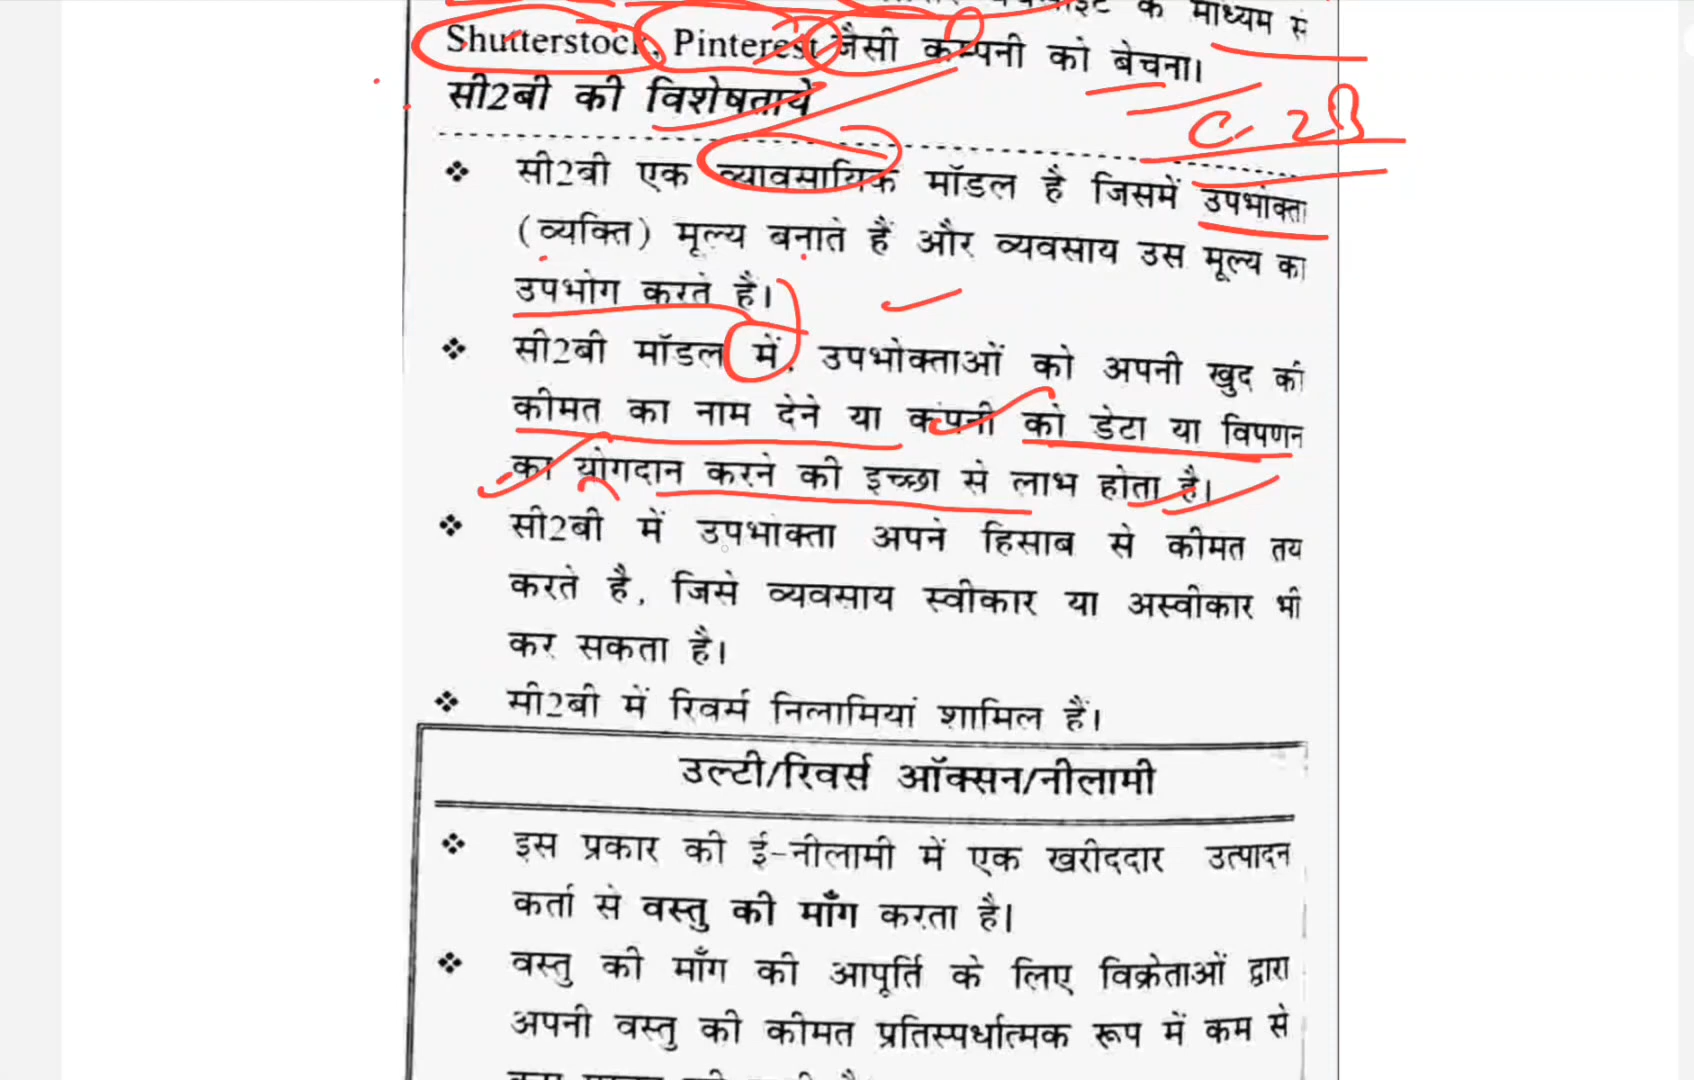 के माध्यम से
Shutterstock, Pinterest जैसी कम्पनी को बेचना।
सी2बी की विशेषतायें
C 2B
सी2बी एक व्यावसायिक मॉडल है जिसमें उपभोक्ता
(व्यक्ति) मूल्य बनाते हैं और व्यवसाय उस मूल्य का
उपभोग करते है।
सी2बी मॉडल में उपभोक्ताओं को अपनी खुद की
कीमत का नाम देने या कंपनी को डेटा या विपणन
का योगदान करने की इच्छा से लाभ होता है।
सी2बी में उपभोक्ता अपने हिसाब से कीमत तय
करते है, जिसे व्यवसाय स्वीकार या अस्वीकार भी
कर सकता है।
सी2बी में रिवर्स निलामियां शामिल हैं।
उल्टी/रिवर्स ऑक्सन/नीलामी
इस प्रकार की ई-नीलामी में एक खरीददार उत्पादन
कर्ता से वस्तु की माँग करता है।
वस्तु की माँग की आपूर्ति के लिए विक्रेताओं द्वारा
अपनी वस्तु की कीमत प्रतिस्पर्धात्मक रूप में कम से